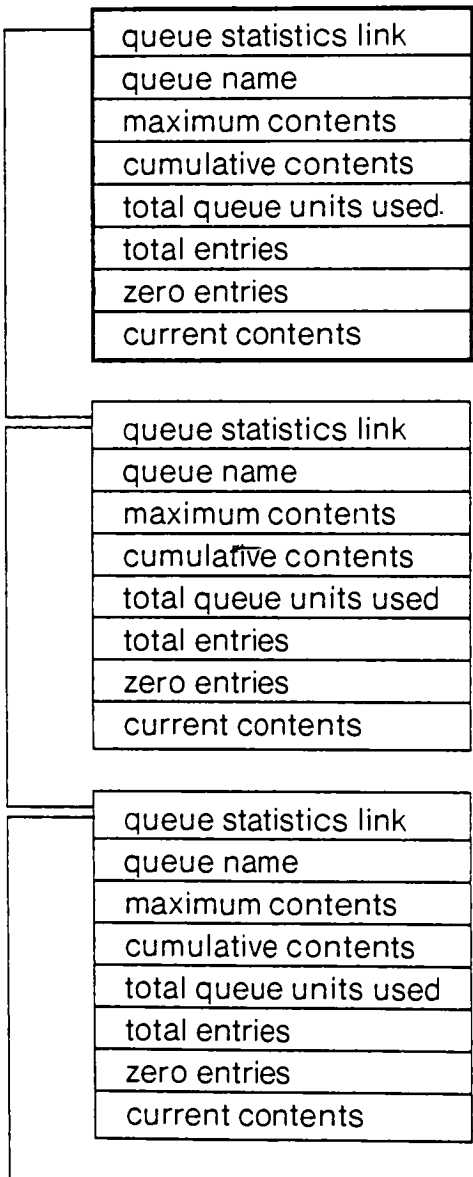 queue statistics link
queue name
maximum contents
cumulative contents
total queue units used.
total entries
zero entries
current contents
queue statistics link
queue name
maximum contents
cumulative contents
total queue units used
total entries
zero entries
current contents
queue statistics link
queue name
maximum contents
cumulative contents
total queue units used
total entries
zero entries
current contents